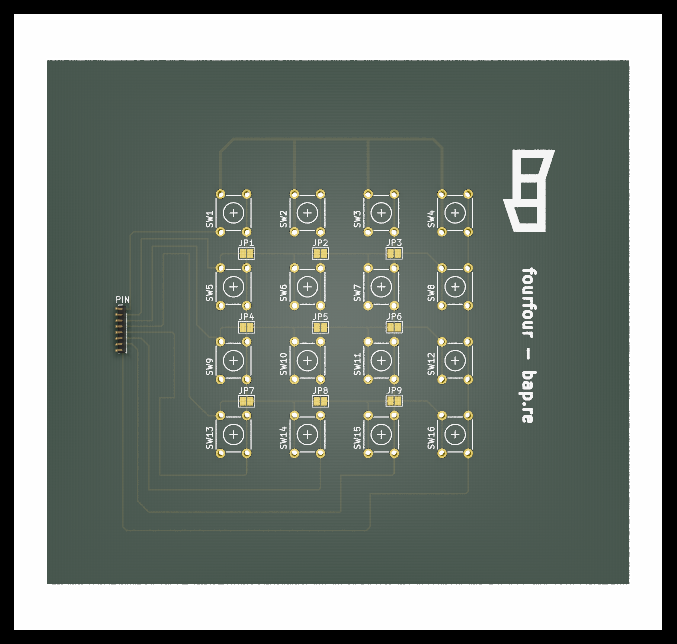 SW1 SW2 SW3 SW4
JP1 JP2 JP3
SW5 SW6 SW7 SW8
PIN
JP4 JP5 JP6
SW9 SW10 SW11 SW12
JP7 JP8 JP9
SW13 SW14 SW15 SW16
fourfour – bap.re